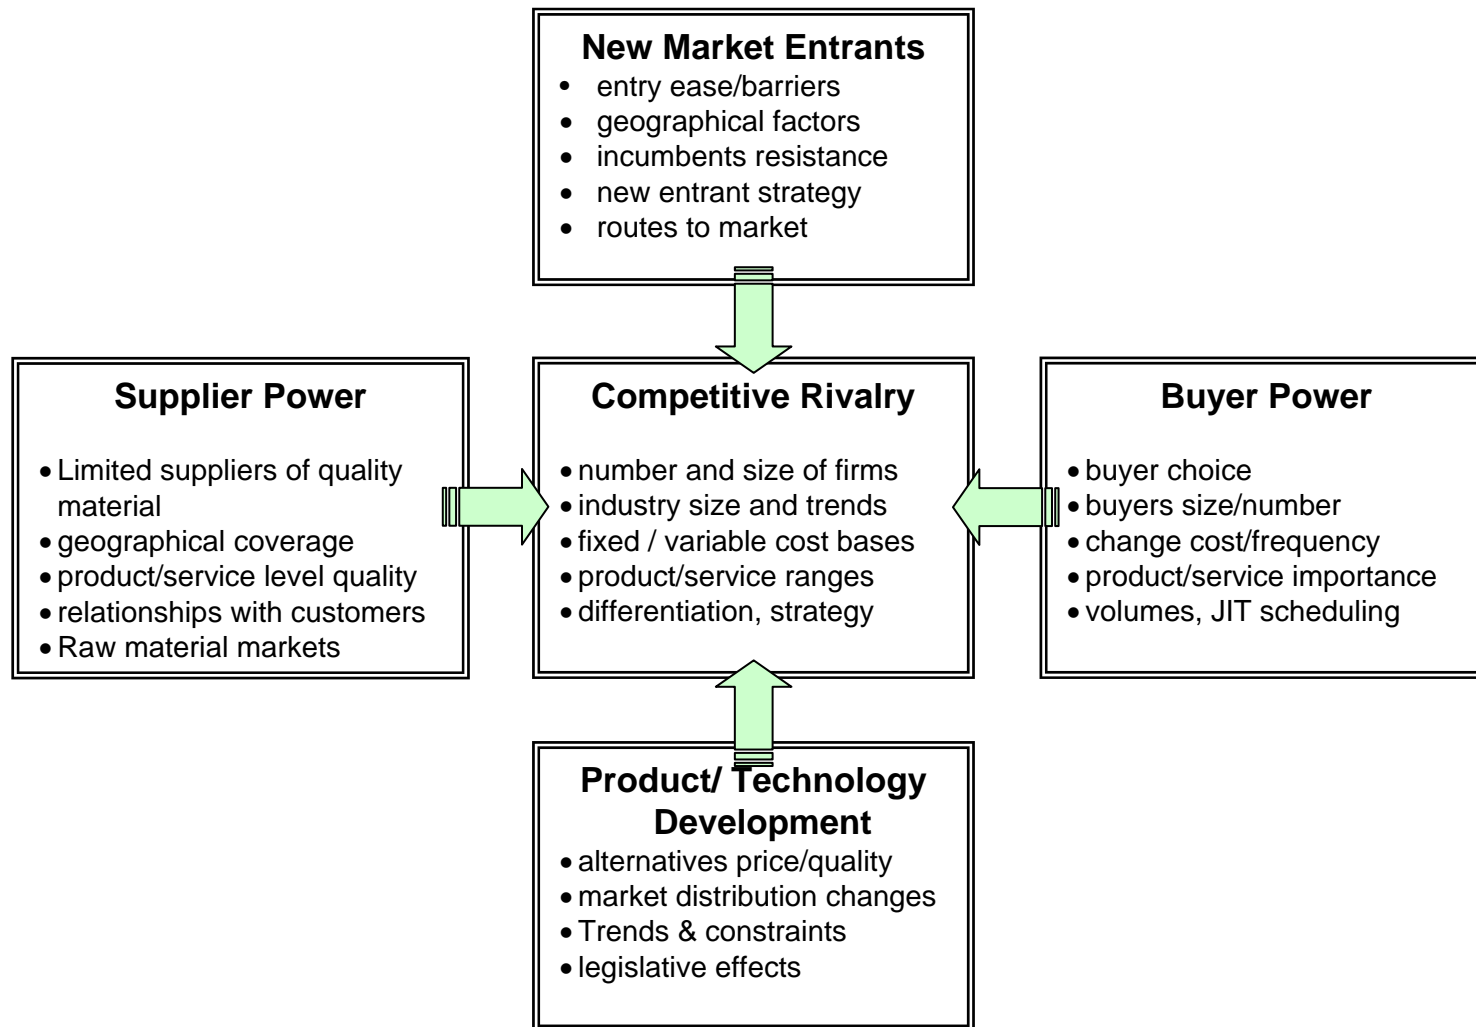 New Market Entrants
• entry ease/barriers
• geographical factors
• incumbents resistance
• new entrant strategy
• routes to market
Supplier Power
• Limited suppliers of quality
material
• geographical coverage
• product/service level quality
• relationships with customers
• Raw material markets
Competitive Rivalry
• number and size of firms
• industry size and trends
• fixed / variable cost bases
• product/service ranges
• differentiation, strategy
Buyer Power
• buyer choice
• buyers size/number
• change cost/frequency
• product/service importance
• volumes, JIT scheduling
Product/ Technology
Development
• alternatives price/quality
• market distribution changes
• Trends & constraints
• legislative effects